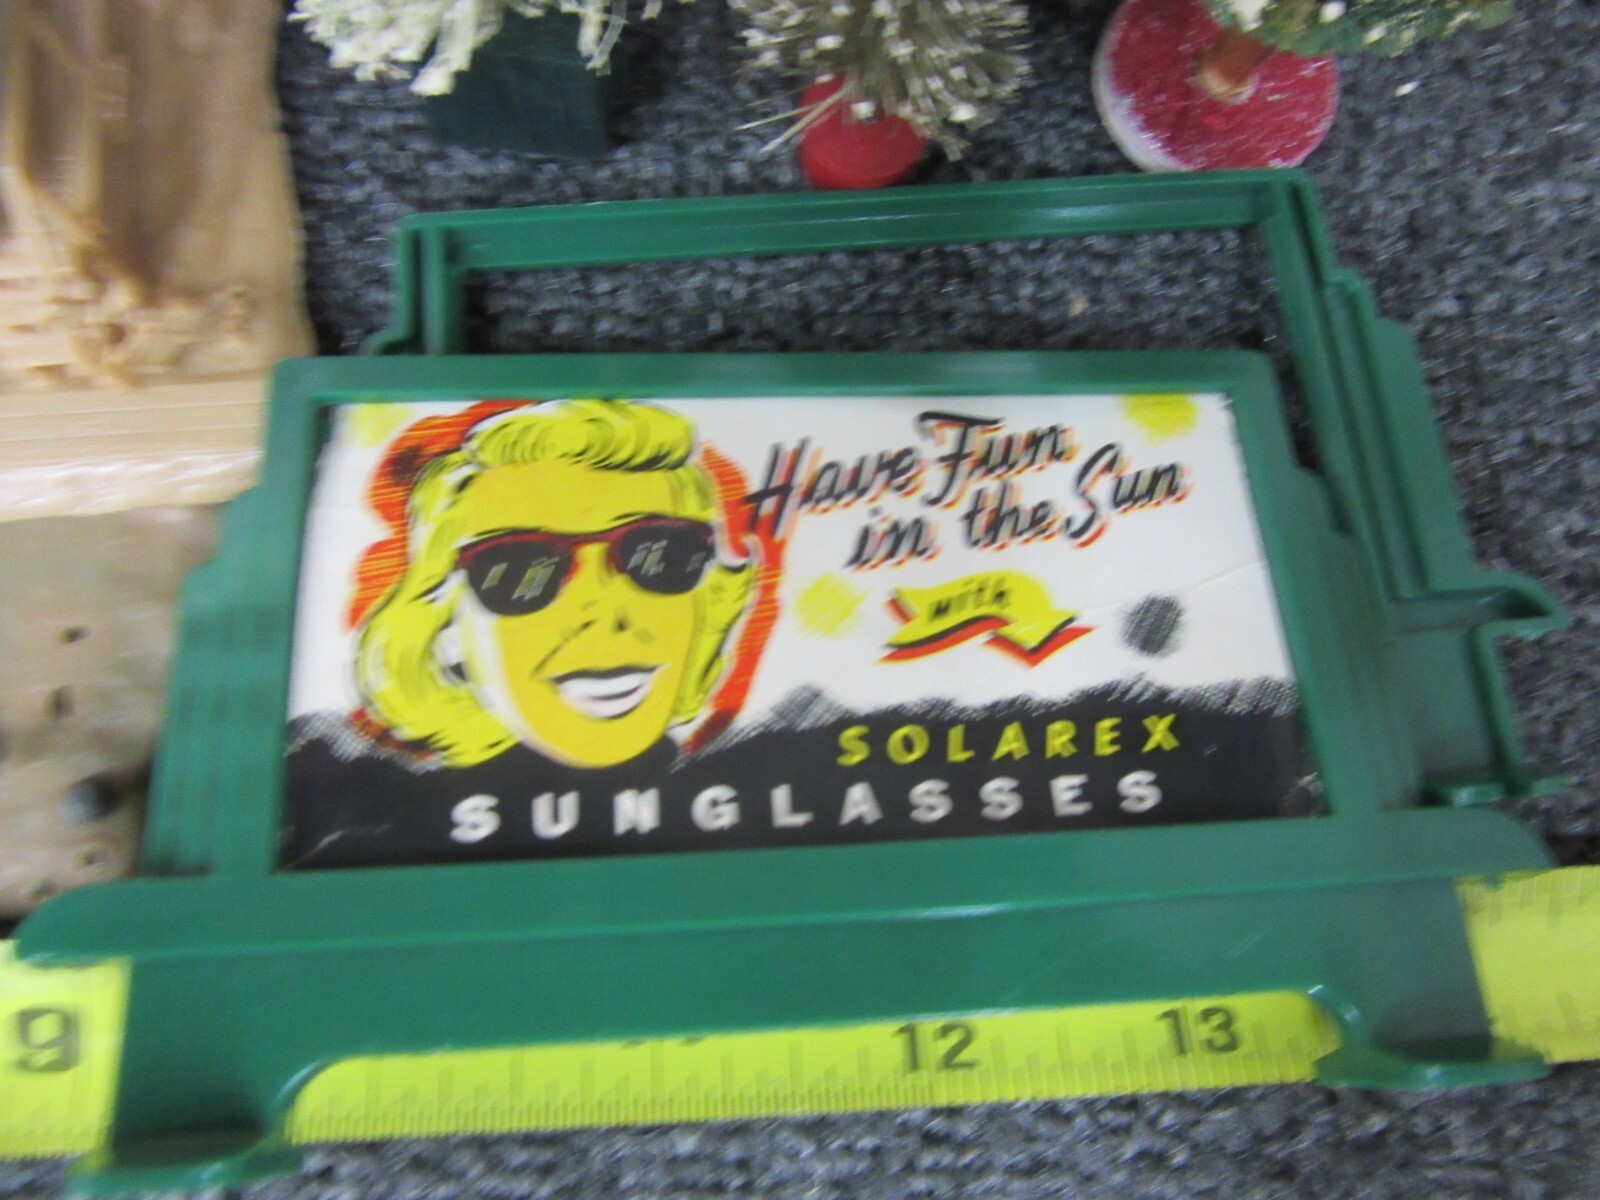 Have Fun
in the Sun
with
SOLAREX
SUNGLASSES
9
12
13